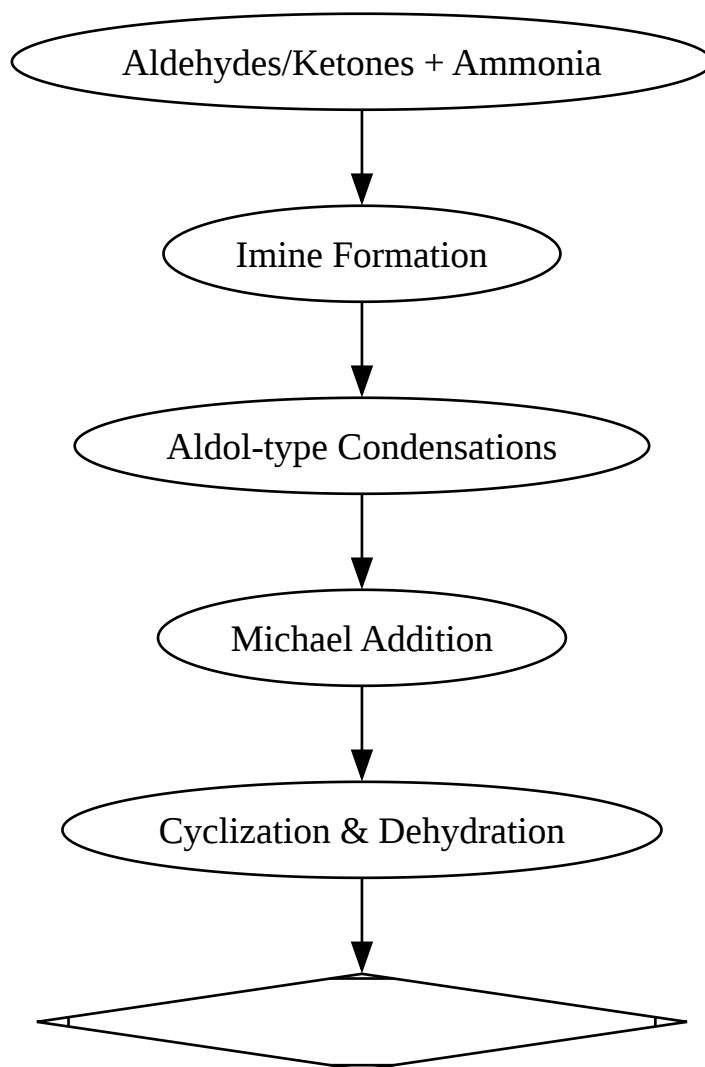 Aldehydes/Ketones + Ammonia
Imine Formation
Aldol-type Condensations
Michael Addition
Cyclization & Dehydration